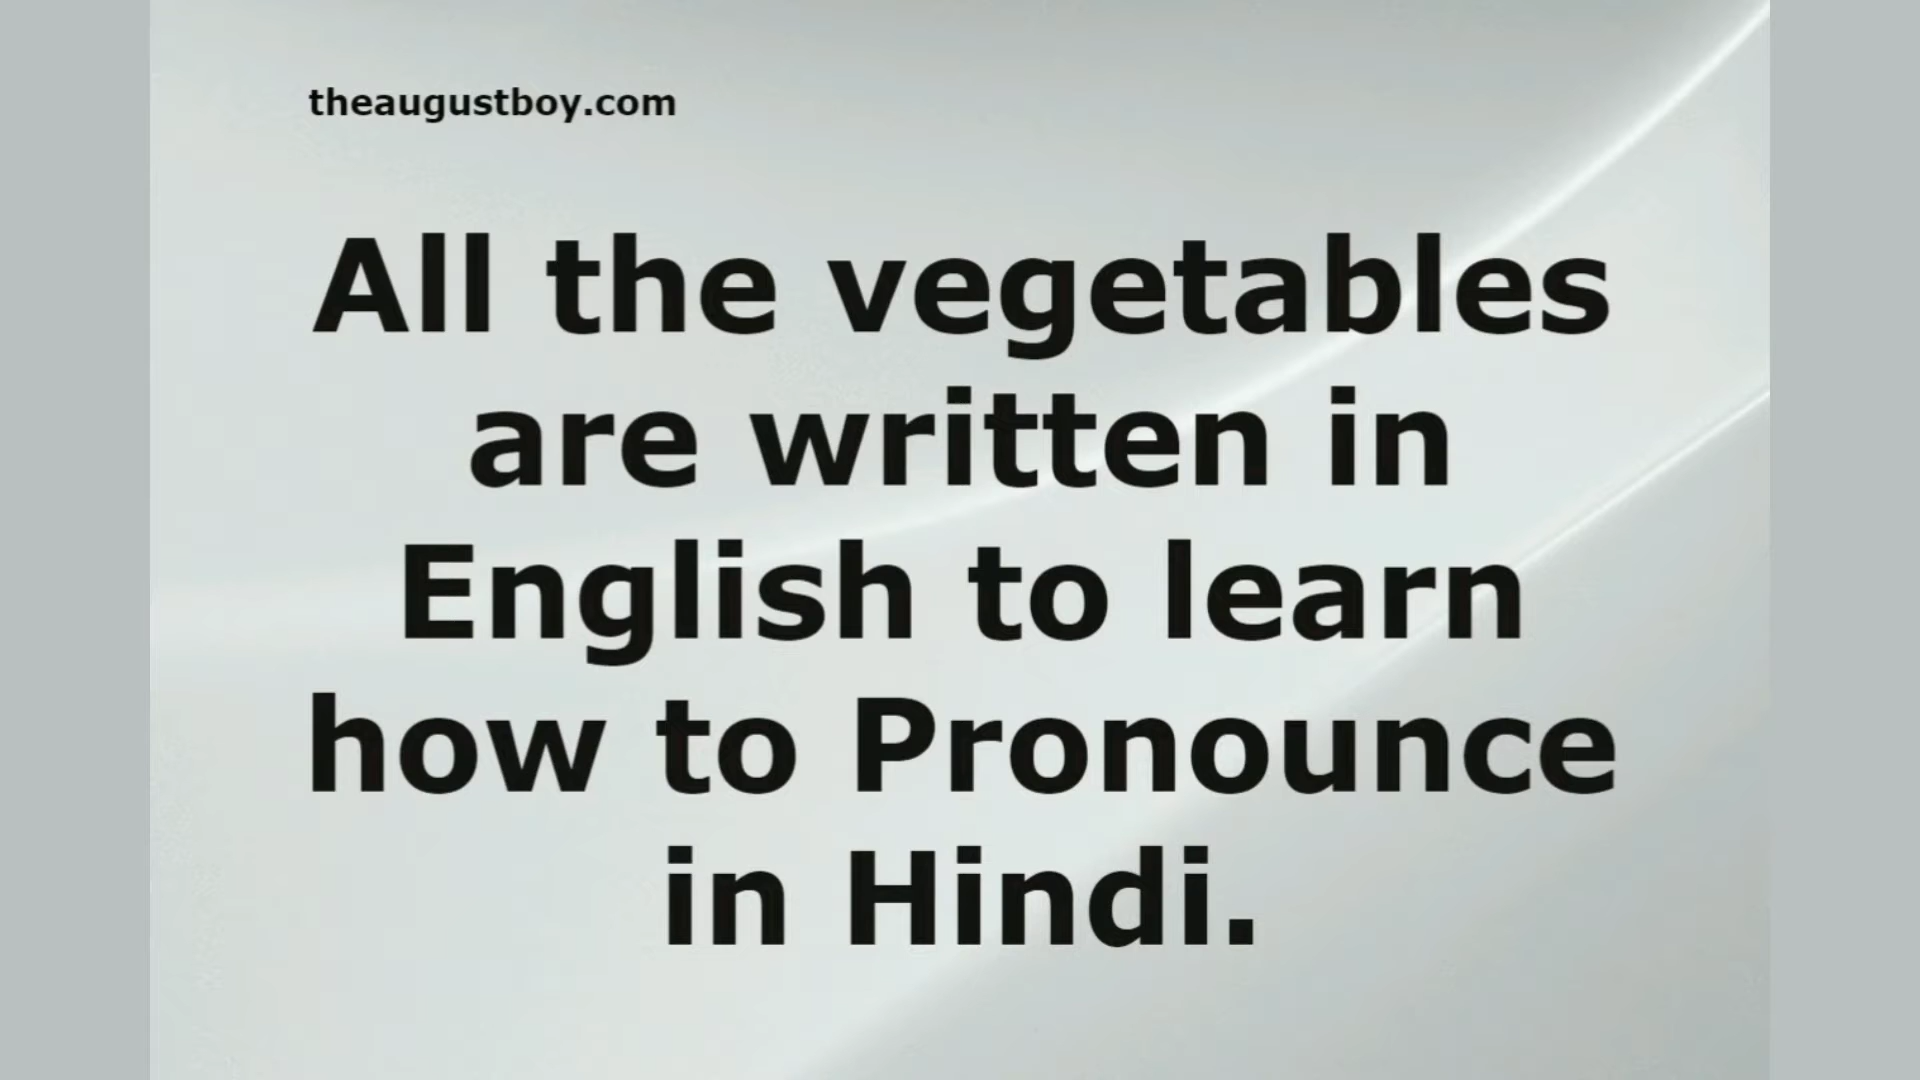 theaugustboy.com
All the vegetables
are written in
English to learn
how to Pronounce
in Hindi.